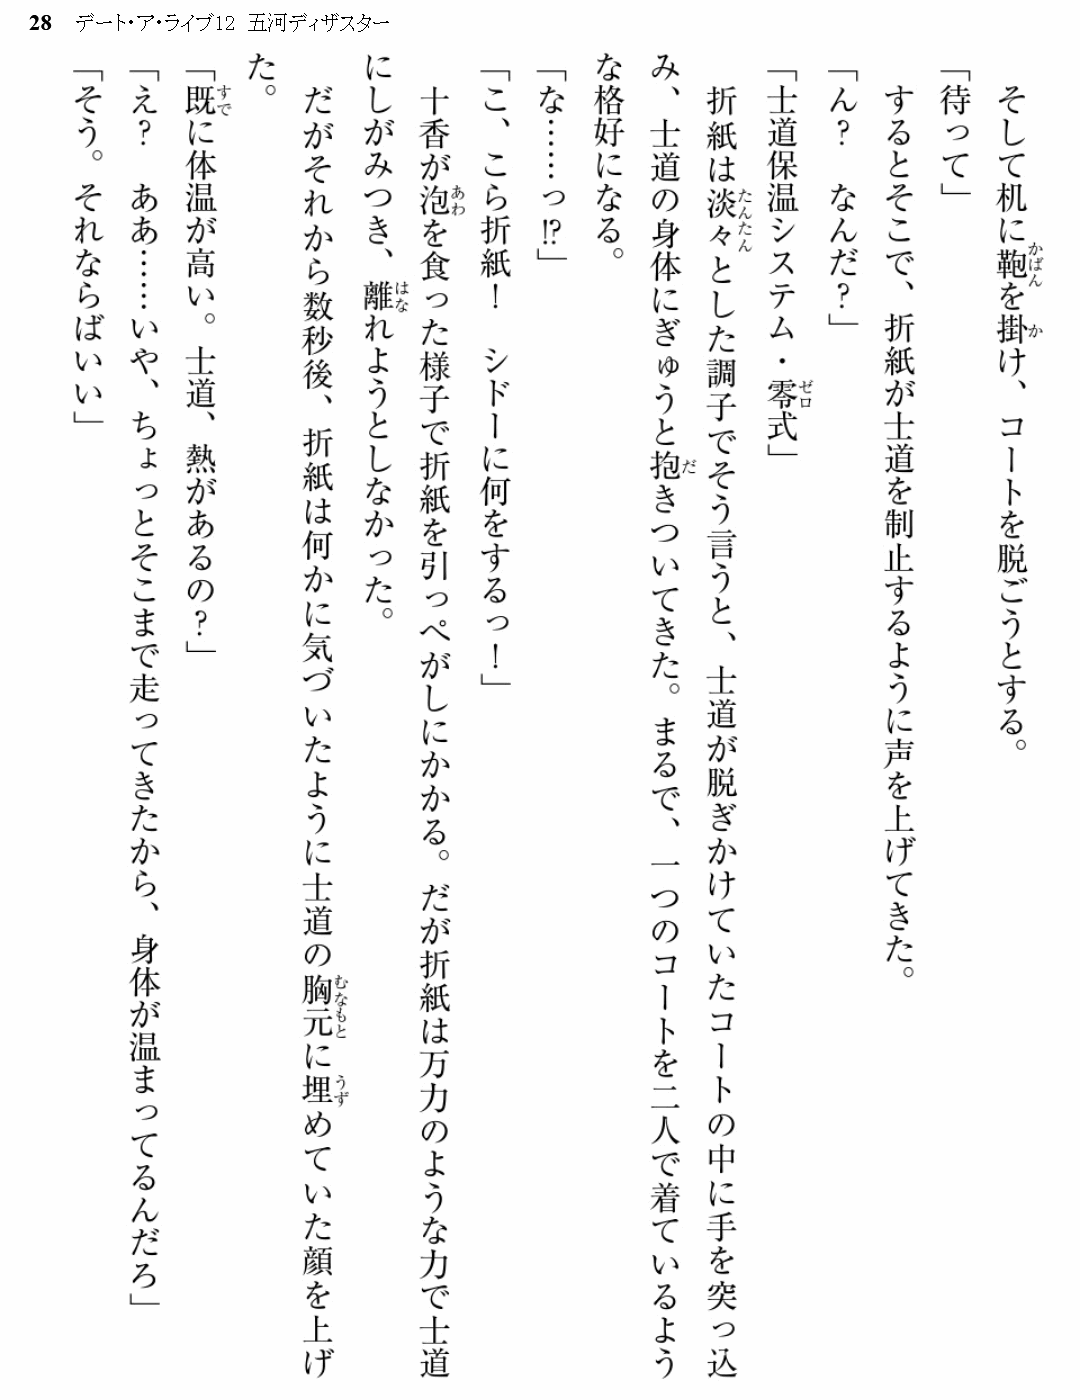 28 デート・ア・ライブ12 五河ディザスター
　そして机に鞄を掛け、コートを脱ごうとする。
「待って」
　するとそこで、折紙が士道を制止するように声を上げてきた。
「ん？　なんだ？」
「士道保温システム・零式」
　折紙は淡々とした調子でそう言うと、士道が脱ぎかけていたコートの中に手を突っ込
み、士道の身体にぎゅうと抱きついてきた。まるで、一つのコートを二人で着ているよう
な格好になる。
「な……っ!?」
「こ、こら折紙！　シドーに何をするっ！」
　十香が泡を食った様子で折紙を引っぺがしにかかる。だが折紙は万力のような力で士道
にしがみつき、離れようとしなかった。
　だがそれから数秒後、折紙は何かに気づいたように士道の胸元に埋めていた顔を上げ
た。
「既に体温が高い。士道、熱があるの？」
「え？　ああ……いや、ちょっとそこまで走ってきたから、身体が温まってるんだろ」
「そう。それならばいい」